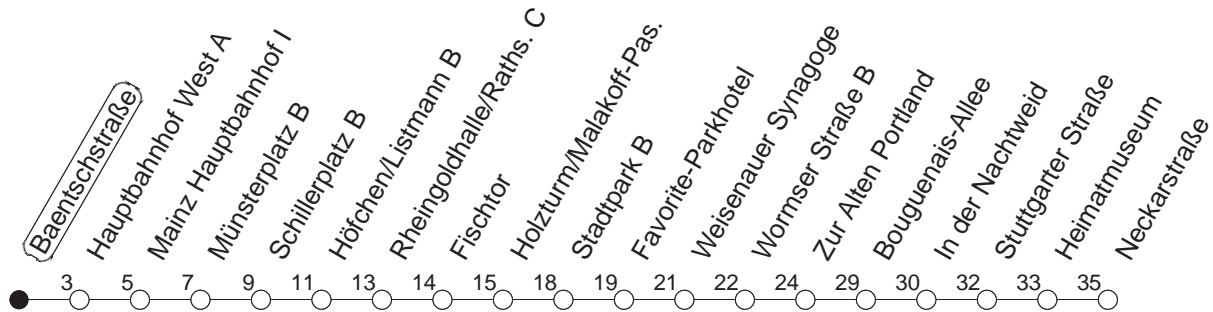 Baentschstraße
Hauptbahnhof West A
Mainz Hauptbahnhof I
Münsterplatz B
Schillerplatz B
Höfchen/Listmann B
Rheingoldhalle/Raths. C
Fischtor
Holzturm/Malakoff-Pas.
Stadtpark B
Favorite-Parkhotel
Weisenauer Synagoge
Wormser Straße B
Zur Alten Portland
Bouguenais-Allee
In der Nachtweid
Stuttgarter Straße
Heimatmuseum
Neckarstraße
3 5 7 9 11 13 14 15 18 19 21 22 24 29 30 32 33 35